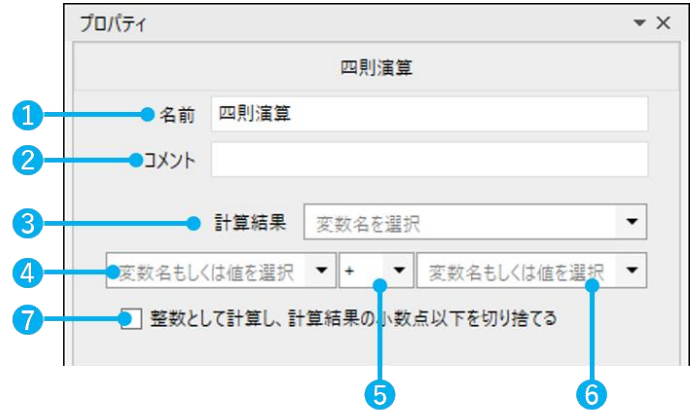 プロパティ
四則演算
1 名前 四則演算
2 コメント
3 計算結果 変数名を選択
4 変数名もしくは値を選択 + 変数名もしくは値を選択
7 整数として計算し、計算結果の小数点以下を切り捨てる
5 6